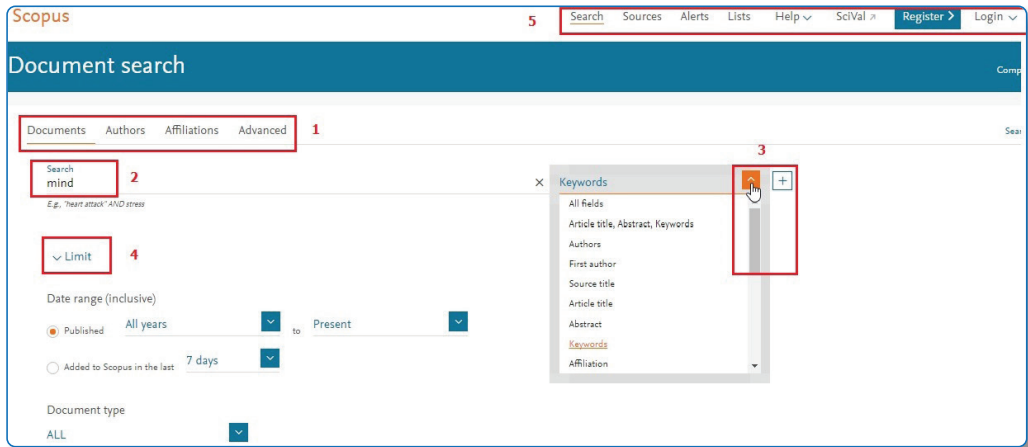 Scopus
5
Search Sources Alerts Lists Help SciVal Register Login
Document search
Comp
Documents Authors Affiliations Advanced
1
Sear
3
Search
mind
2
Keywords
E.g., "heart attack" AND stress
All fields
Article title, Abstract, Keywords
Authors
First author
Source title
Article title
Abstract
Keywords
Affiliation
Limit
4
Date range (inclusive)
Published All years to Present
Added to Scopus in the last 7 days
Document type
ALL